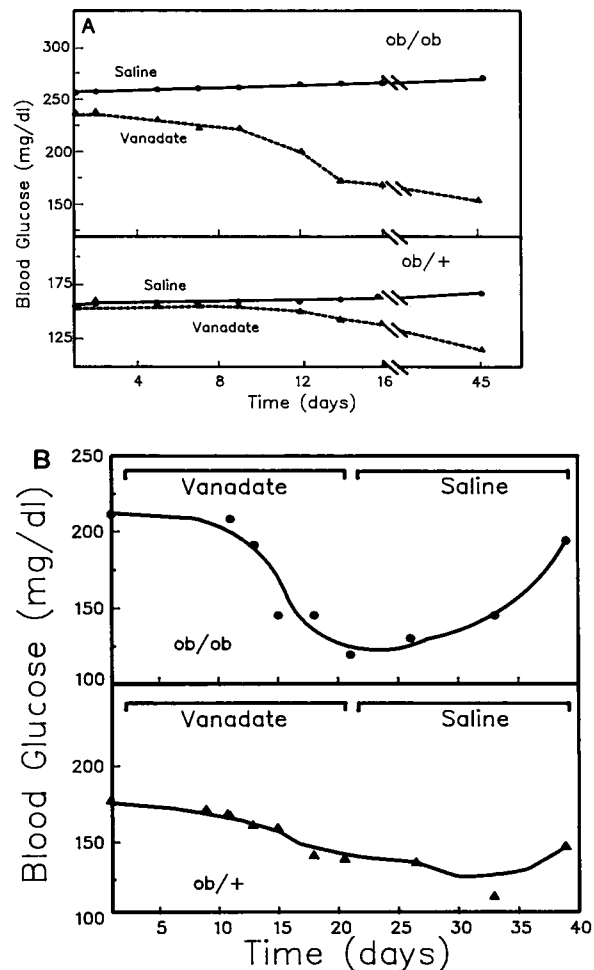 A
ob/ob
300
Saline
250
Vanadate
200
150
Blood Glucose (mg/dl)
ob/+
175
Saline
Vanadate
125
4
8
12
16
45
Time (days)
B
250
Vanadate
Saline
200
150
ob/ob
100
Blood Glucose (mg/dl)
Vanadate
Saline
200
150
ob/+
100
0
5
10
15
20
25
30
35
40
Time (days)